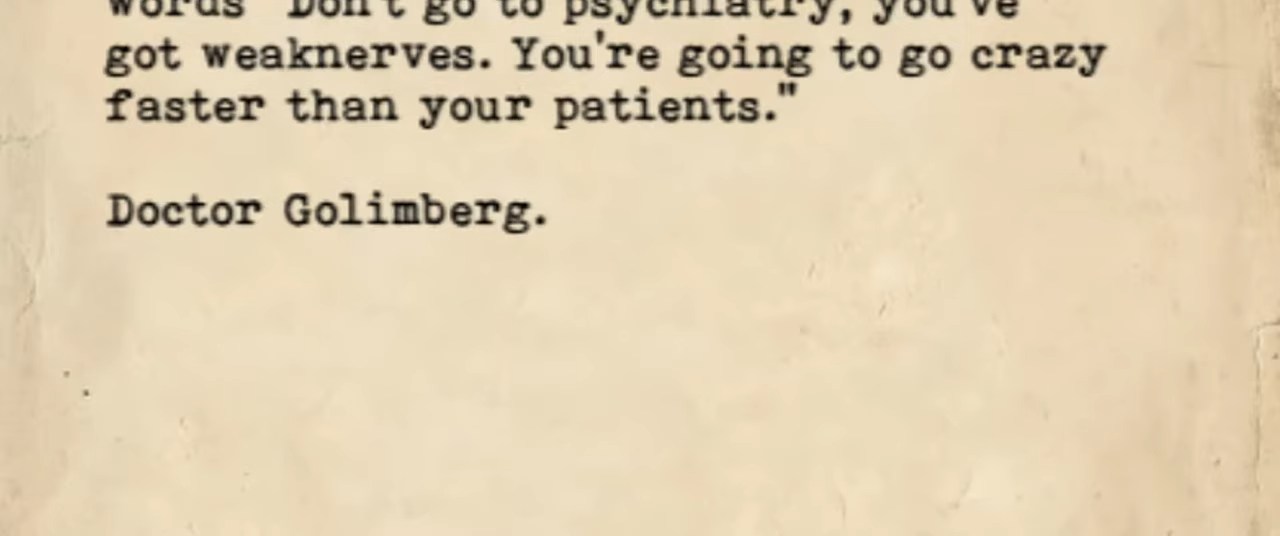 words "Don't go to psychiatry, you've
got weaknerves. You're going to go crazy
faster than your patients."

Doctor Golimberg.